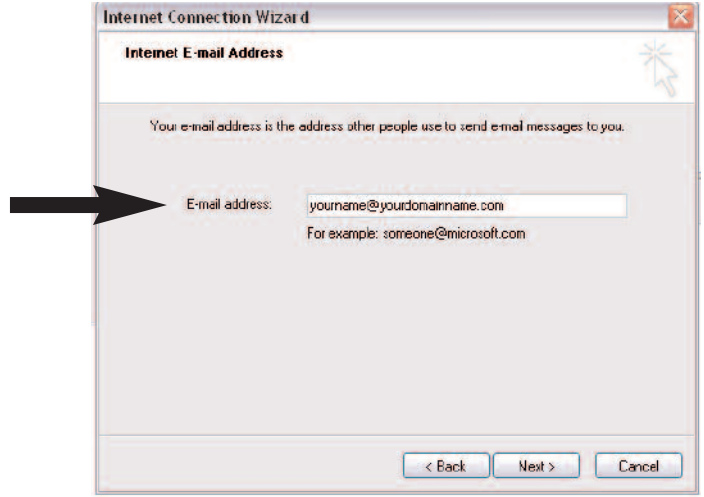 Internet Connection Wizard
Internet E-mail Address
Your e-mail address is the address other people use to send e-mail messages to you.
E-mail address:
yourname@yourdomainname.com
For example: someone@microsoft.com
< Back
Next >
Cancel